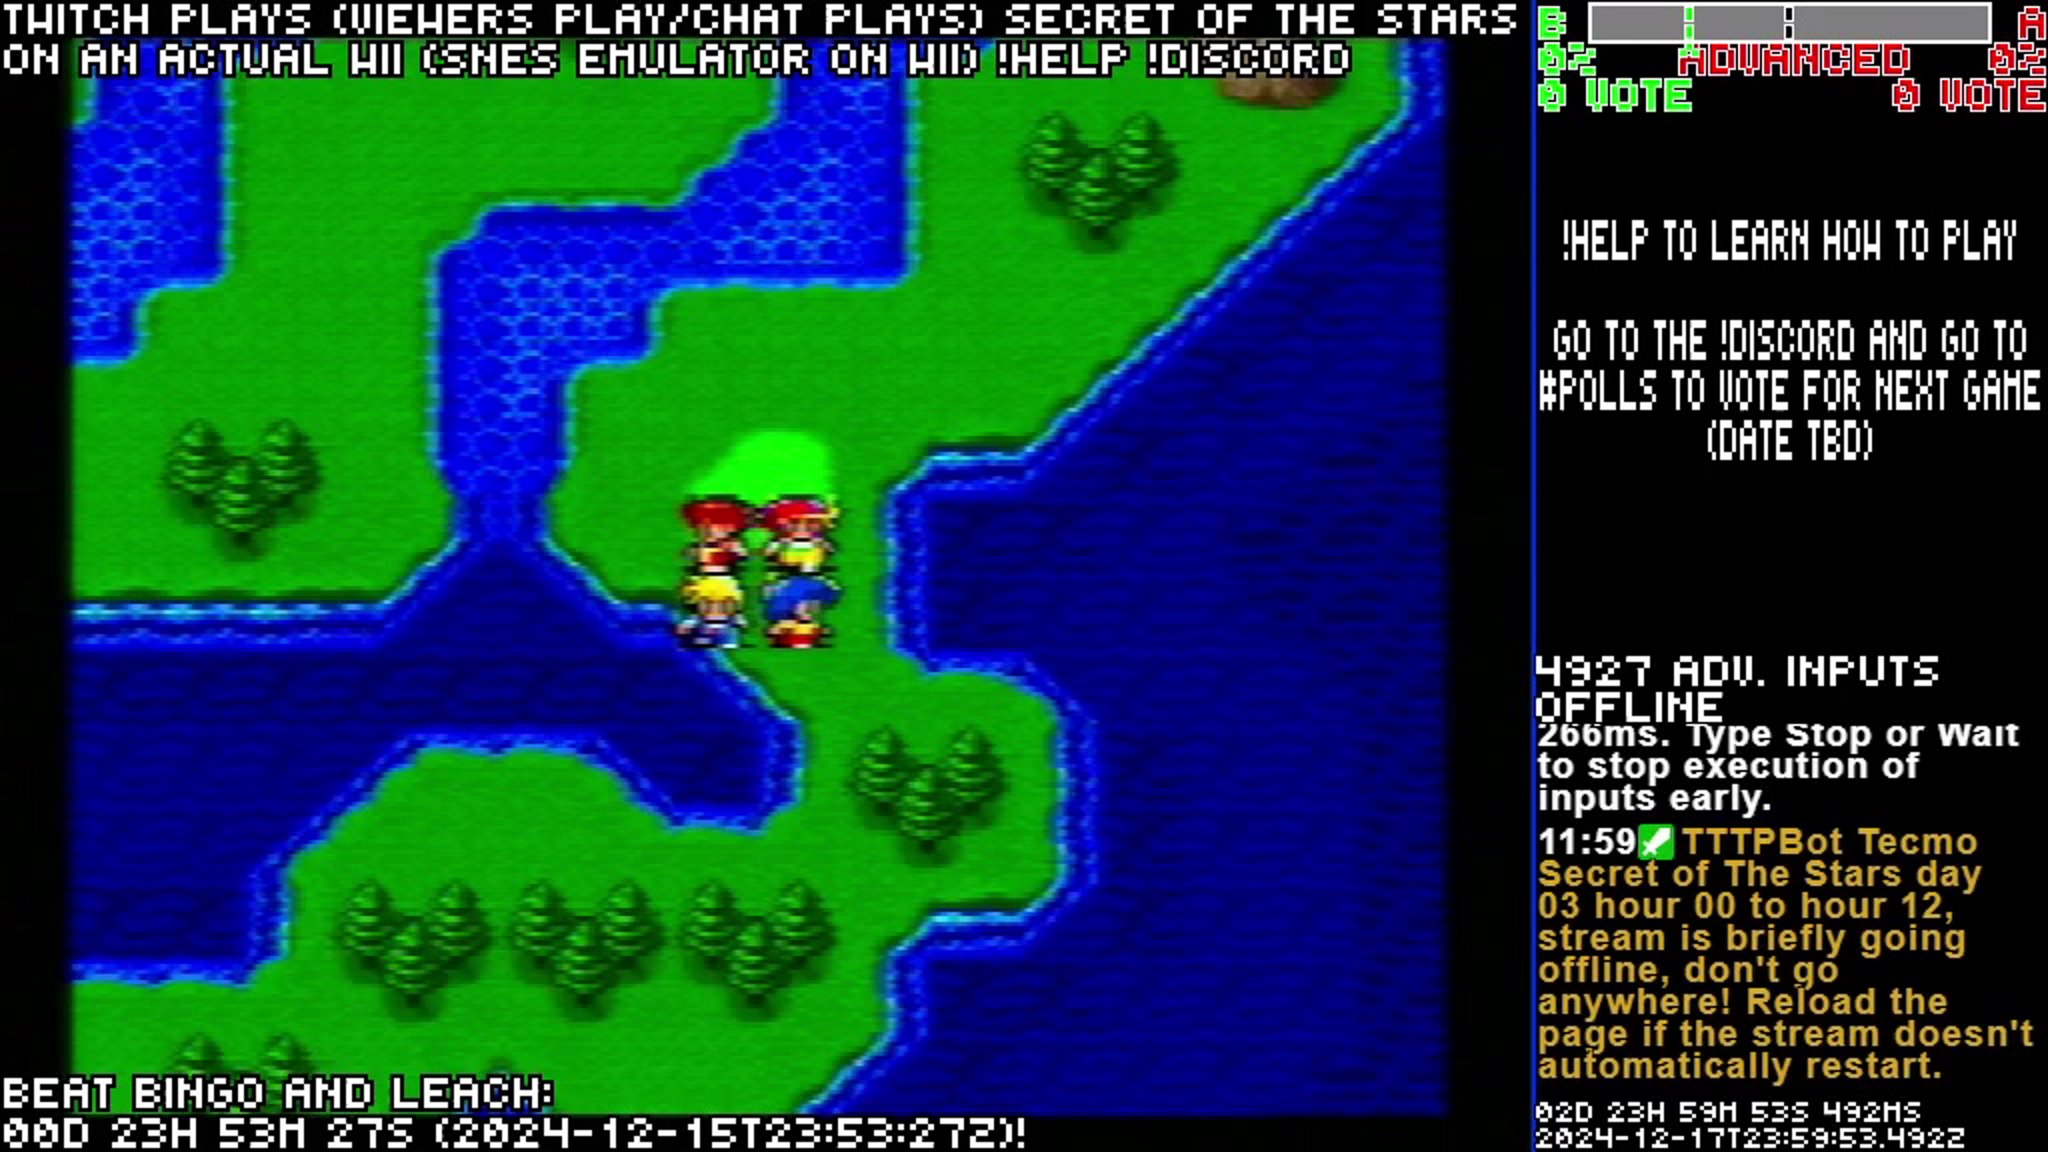 TWITCH PLAYS (VIEWERS PLAY/CHAT PLAYS) SECRET OF THE STARS
ON AN ACTUAL WII (SNES EMULATOR ON WII) !HELP !DISCORD
B A
0% ADVANCED 0%
0 VOTE 0 VOTE
!HELP TO LEARN HOW TO PLAY
GO TO THE !DISCORD AND GO TO
#POLLS TO VOTE FOR NEXT GAME
(DATE TBD)
4927 ADV. INPUTS
OFFLINE
266ms. Type Stop or Wait
to stop execution of
inputs early.
11:59 TTTPBot Tecmo
Secret of The Stars day
03 hour 00 to hour 12,
stream is briefly going
offline, don't go
anywhere! Reload the
page if the stream doesn't
automatically restart.
02D 23H 59M 53S 492MS
2024-12-17T23:59:53.492Z
BEAT BINGO AND LEACH:
00D 23H 53M 27S (2024-12-15T23:53:27Z)!